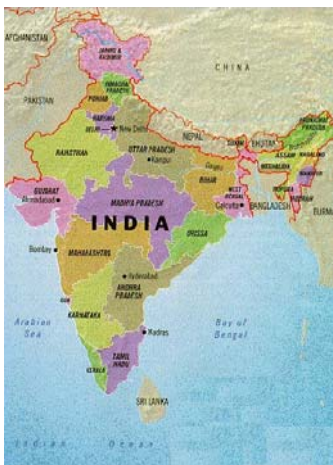 AFGHANISTAN
JAMMU &
KASHMIR
CHINA
HIMACHAL
PRADESH
PAKISTAN
PUNJAB
HARYANA
DELHI
New Delhi
NEPAL
SIKKIM
BHUTAN
ARUNACHAL
PRADESH
RAJASTHAN
UTTAR PRADESH
Kanpur
ASSAM
NAGALAND
MEGHALAYA
MANIPUR
BIHAR
Ganges
GUJARAT
Ahmadabad
MADHYA PRADESH
WEST
BENGAL
Calcutta
BANGLADESH
TRIPURA
MIZORAM
BURMA
INDIA
ORISSA
Bombay
MAHARASHTRA
Hyderabad
ANDHRA
PRADESH
GOA
Arabian
Sea
KARNATAKA
Bay of
Bengal
Madras
KERALA
TAMIL
NADU
SRI LANKA
Indian Ocean